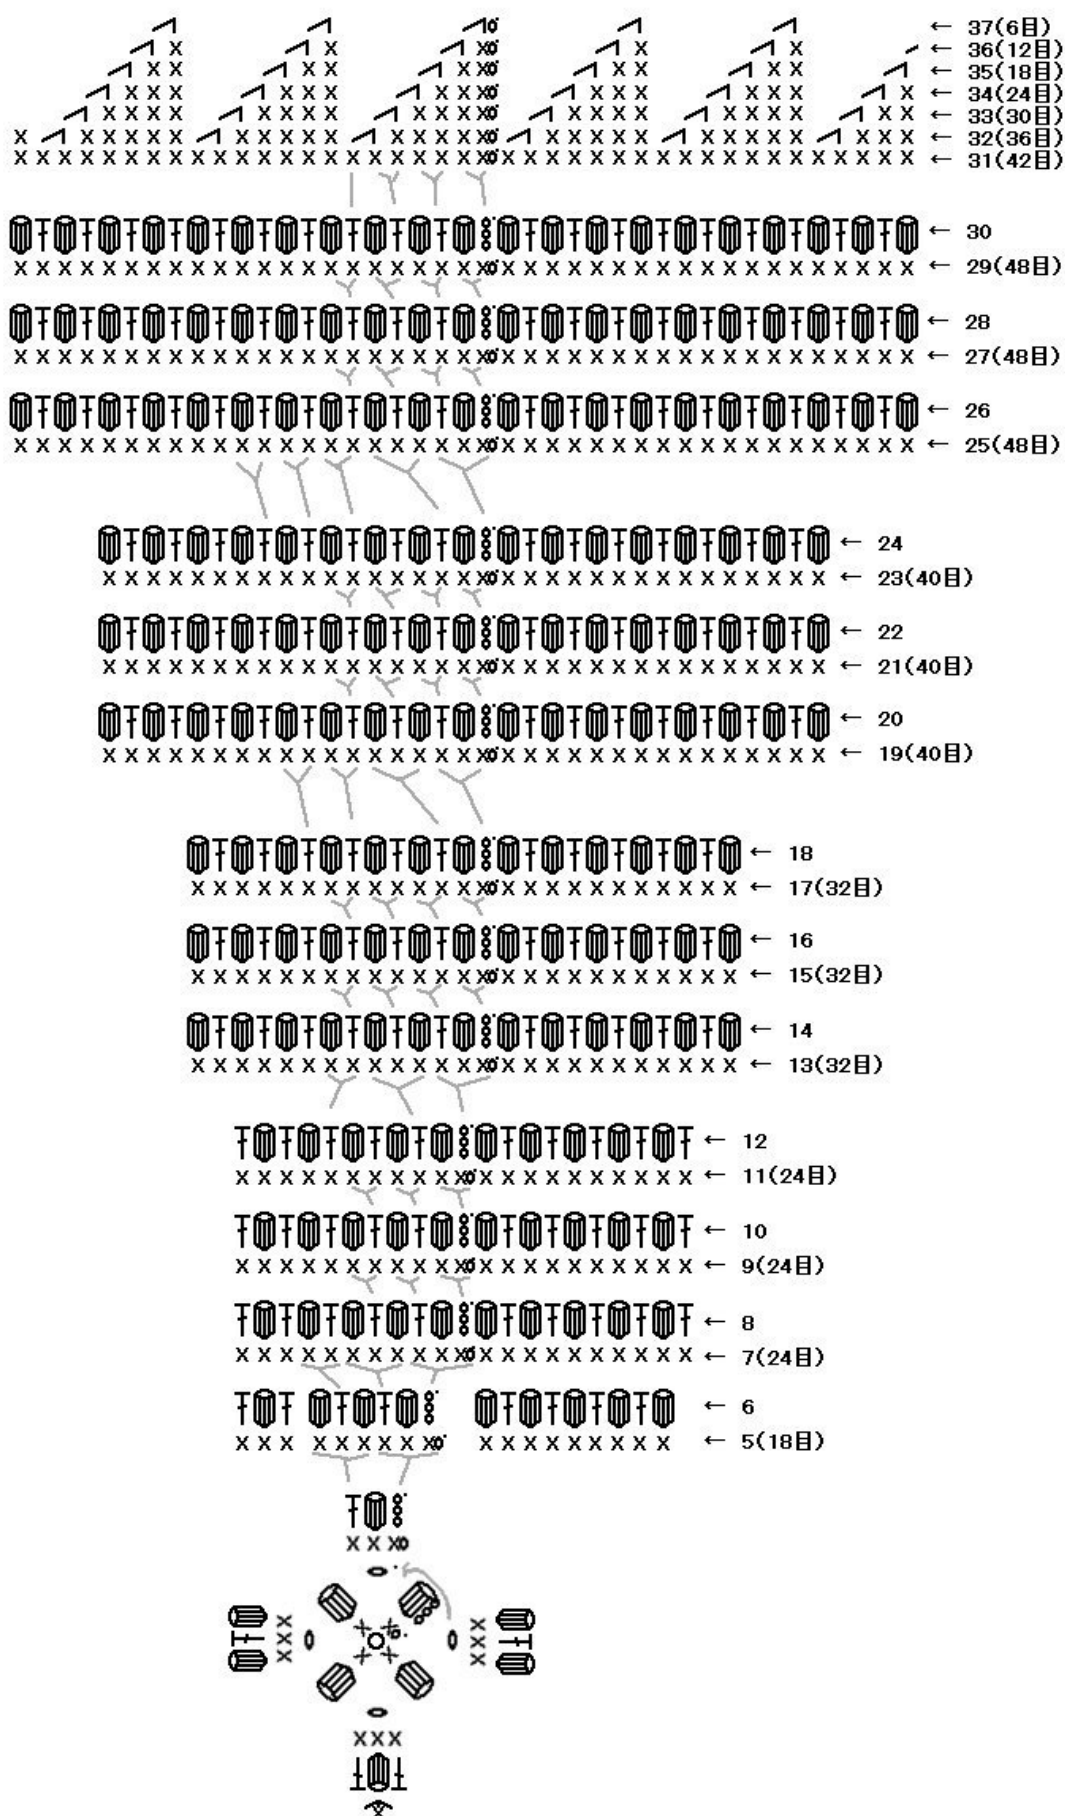 ← 37(6目)
← 36(12目)
← 35(18目)
← 34(24目)
← 33(30目)
← 32(36目)
← 31(42目)
← 30
← 29(48目)
← 28
← 27(48目)
← 26
← 25(48目)
← 24
← 23(40目)
← 22
← 21(40目)
← 20
← 19(40目)
← 18
← 17(32目)
← 16
← 15(32目)
← 14
← 13(32目)
← 12
← 11(24目)
← 10
← 9(24目)
← 8
← 7(24目)
← 6
← 5(18目)